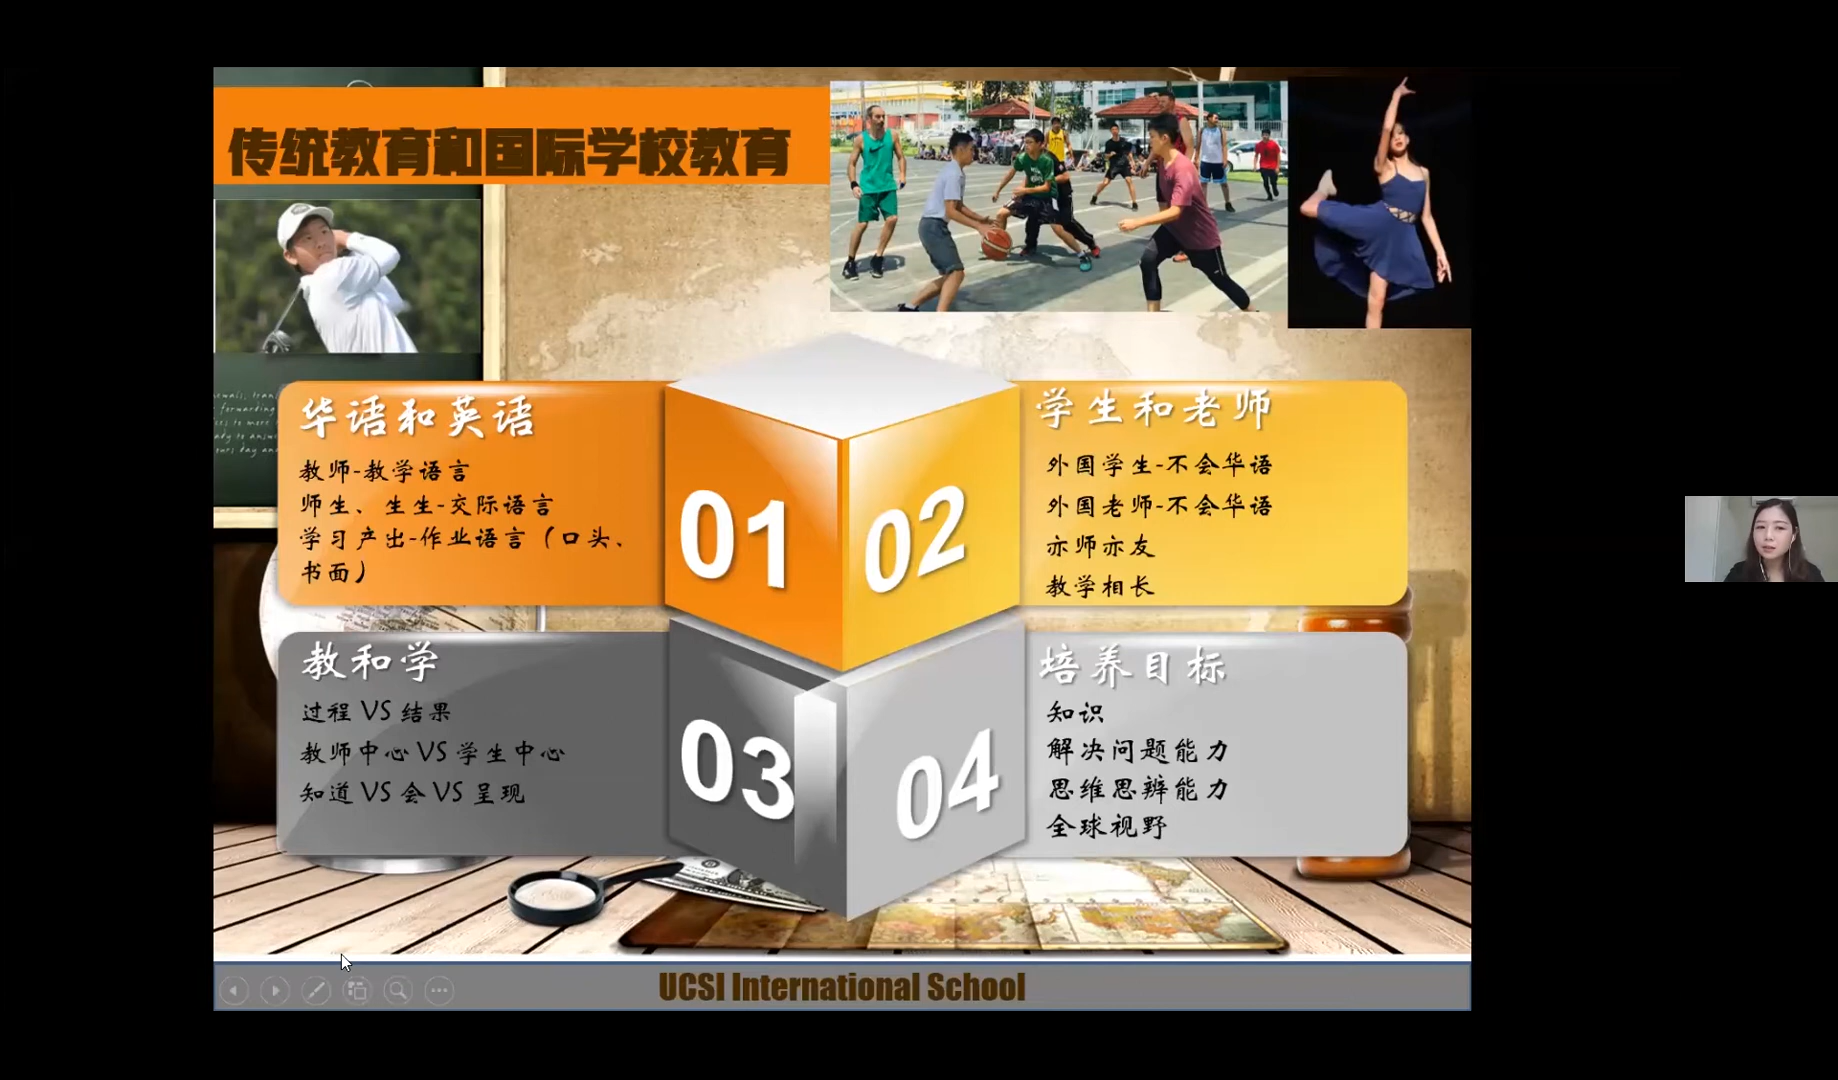 传统教育和国际学校教育
华语和英语
教师-教学语言
师生、生生-交际语言
学习产出-作业语言（口头、
书面）
01
02
学生和老师
外国学生-不会华语
外国老师-不会华语
亦师亦友
教学相长
教和学
过程 VS 结果
教师中心 VS 学生中心
知道 VS 会 VS 呈现
03
04
培养目标
知识
解决问题能力
思维思辨能力
全球视野
UCSI International School